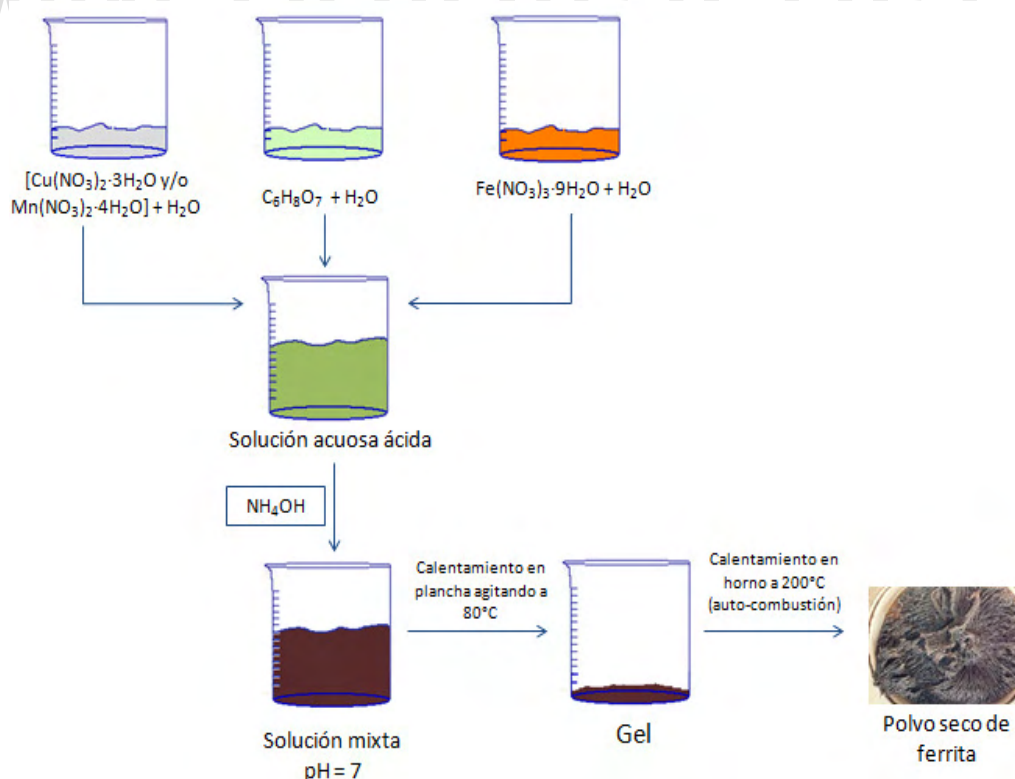 [Cu(NO₃)₂·3H₂O y/o
Mn(NO₃)₂·4H₂O] + H₂O
C₆H₈O₇ + H₂O
Fe(NO₃)₃·9H₂O + H₂O
Solución acuosa ácida
NH₄OH
Calentamiento en
plancha agitando a
80°C
Calentamiento en
horno a 200°C
(auto-combustión)
Solución mixta
pH = 7
Gel
Polvo seco de
ferrita